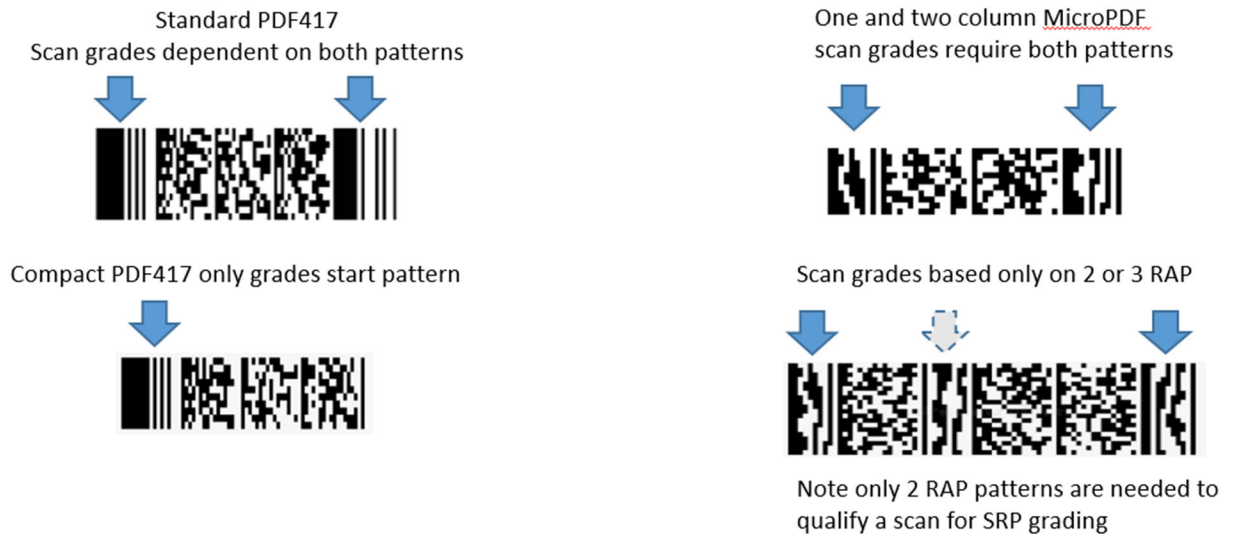 Standard PDF417
Scan grades dependent on both patterns
One and two column MicroPDF
scan grades require both patterns
Compact PDF417 only grades start pattern
Scan grades based only on 2 or 3 RAP
Note only 2 RAP patterns are needed to
qualify a scan for SRP grading